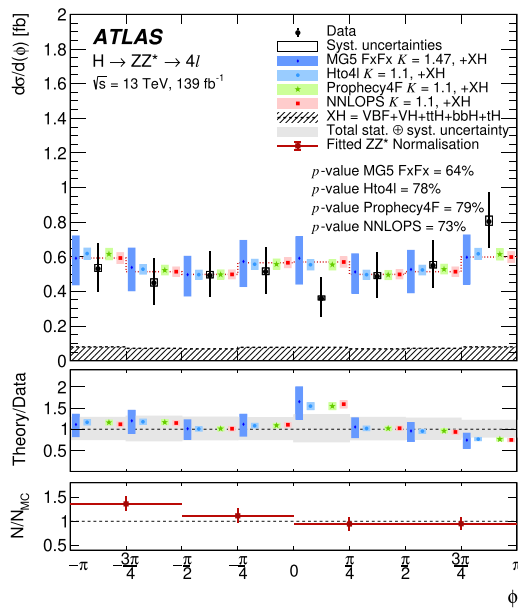 dσ/d(ϕ) [fb]
ATLAS
H → ZZ* → 4l
√s = 13 TeV, 139 fb⁻¹
Data
Syst. uncertainties
MG5 FxFx K = 1.47, +XH
Hto4l K = 1.1, +XH
Prophecy4F K = 1.1, +XH
NNLOPS K = 1.1, +XH
XH = VBF+VH+ttH+bbH+tH
Total stat. ⊕ syst. uncertainty
Fitted ZZ* Normalisation
p-value MG5 FxFx = 64%
p-value Hto4l = 78%
p-value Prophecy4F = 79%
p-value NNLOPS = 73%
2
1.8
1.6
1.4
1.2
1
0.8
0.6
0.4
0.2
0
Theory/Data
2
1.5
1
0.5
N/N_MC
1.5
1
0.5
−π −3π/4 −π/2 −π/4 0 π/4 π/2 3π/4 π
ϕ